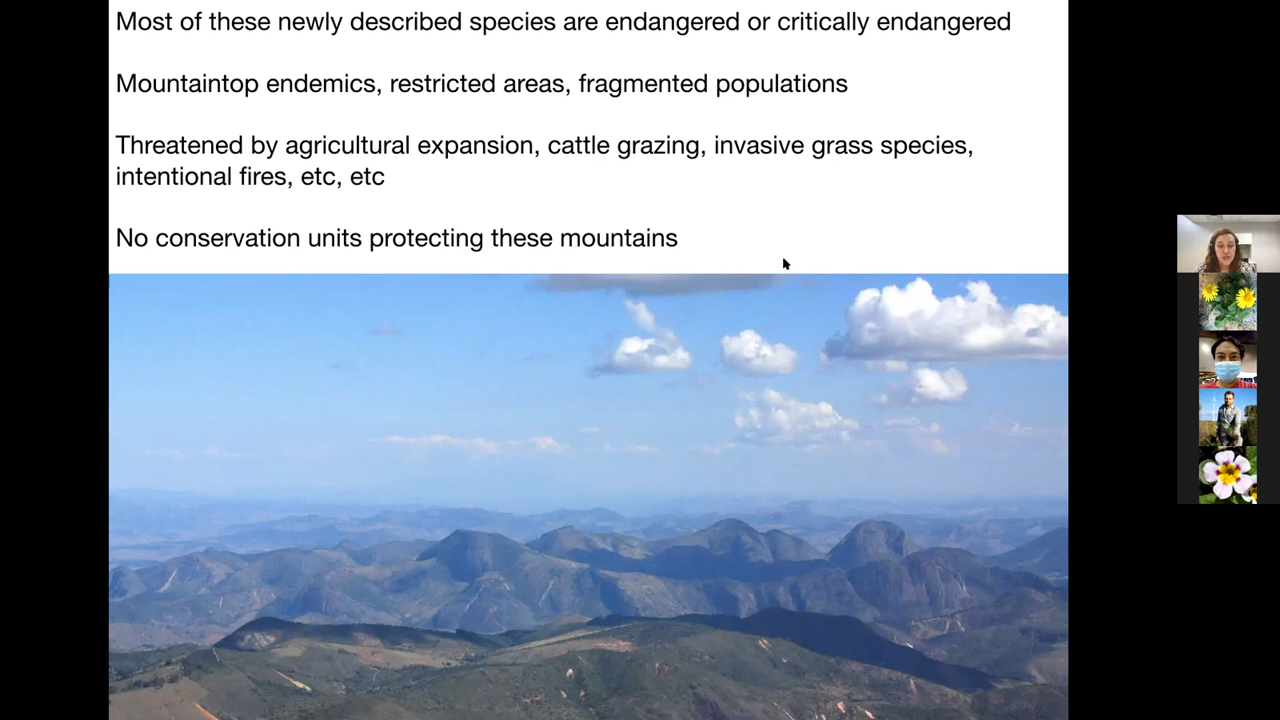 Most of these newly described species are endangered or critically endangered
Mountaintop endemics, restricted areas, fragmented populations
Threatened by agricultural expansion, cattle grazing, invasive grass species,
intentional fires, etc, etc
No conservation units protecting these mountains